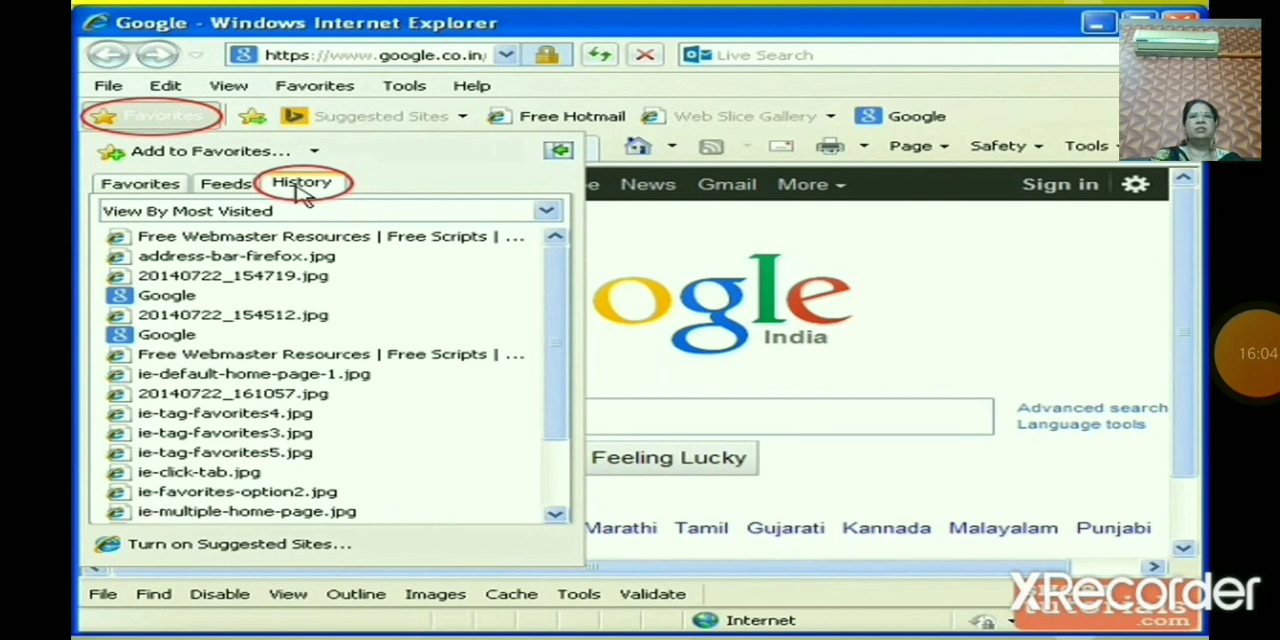 Google - Windows Internet Explorer
https://www.google.co.in/
Live Search
File Edit View Favorites Tools Help
Favorites Suggested Sites Free Hotmail Web Slice Gallery Google
Add to Favorites... Page Safety Tools
Favorites Feeds History
News Gmail More Sign in
View By Most Visited
Free Webmaster Resources | Free Scripts | ...
address-bar-firefox.jpg
20140722_154719.jpg
Google
20140722_154512.jpg
Google
Free Webmaster Resources | Free Scripts | ...
ie-default-home-page-1.jpg
20140722_161057.jpg
ie-tag-favorites4.jpg
ie-tag-favorites3.jpg
ie-tag-favorites5.jpg
ie-click-tab.jpg
ie-favorites-option2.jpg
ie-multiple-home-page.jpg
Turn on Suggested Sites...
ogle
India
Advanced search
Language tools
Feeling Lucky
Marathi Tamil Gujarati Kannada Malayalam Punjabi
16:04
File Find Disable View Outline Images Cache Tools Validate
XRecorder
tutorials
.com
Internet